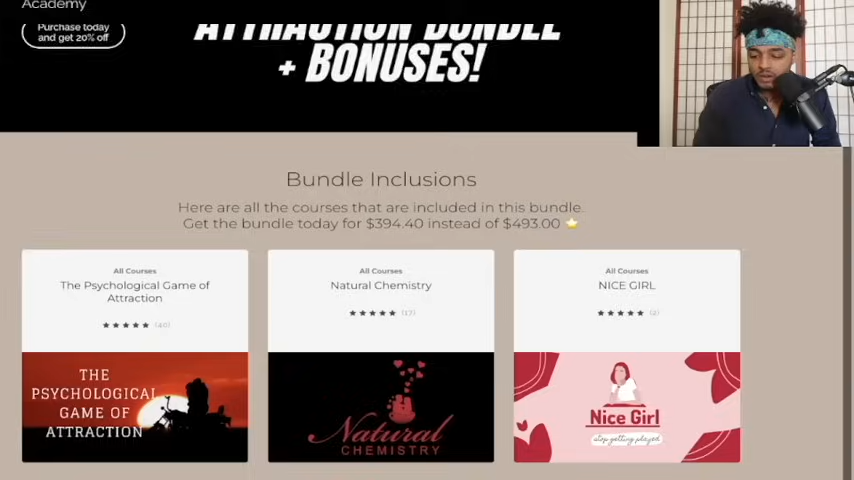 Academy
Purchase today
and get 20% off
ATTRACTION BUNDLE
+ BONUSES!
Bundle Inclusions
Here are all the courses that are included in this bundle.
Get the bundle today for $394.40 instead of $493.00 ⭐
All Courses
The Psychological Game of
Attraction
★★★★★ (40)
THE
PSYCHOLOGICAL
GAME OF
ATTRACTION
All Courses
Natural Chemistry
★★★★★ (17)
Natural
CHEMISTRY
All Courses
NICE GIRL
★★★★★ (2)
Nice Girl
stop getting played